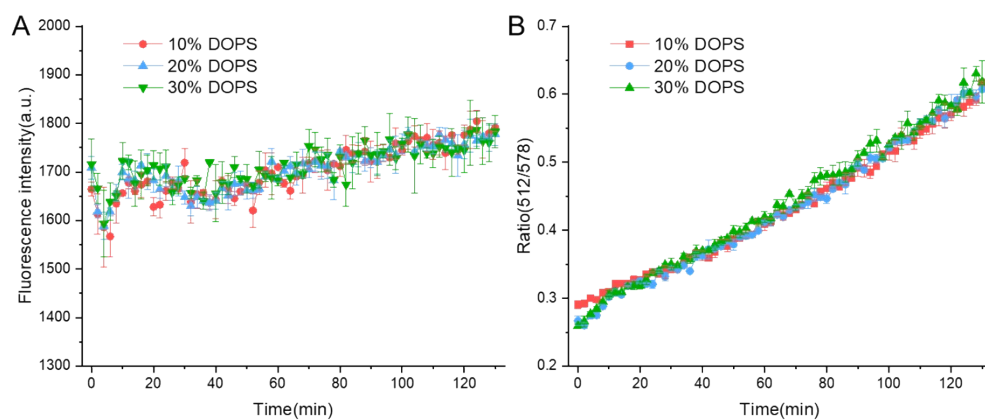 A
2000
1900
1800
1700
1600
1500
1400
1300
Fluorescence intensity(a.u.)
10% DOPS
20% DOPS
30% DOPS
0 20 40 60 80 100 120
Time(min)
B
0.6
0.5
0.4
0.3
0.2
Ratio(512/578)
10% DOPS
20% DOPS
30% DOPS
0 20 40 60 80 100 120
Time(min)
0.7